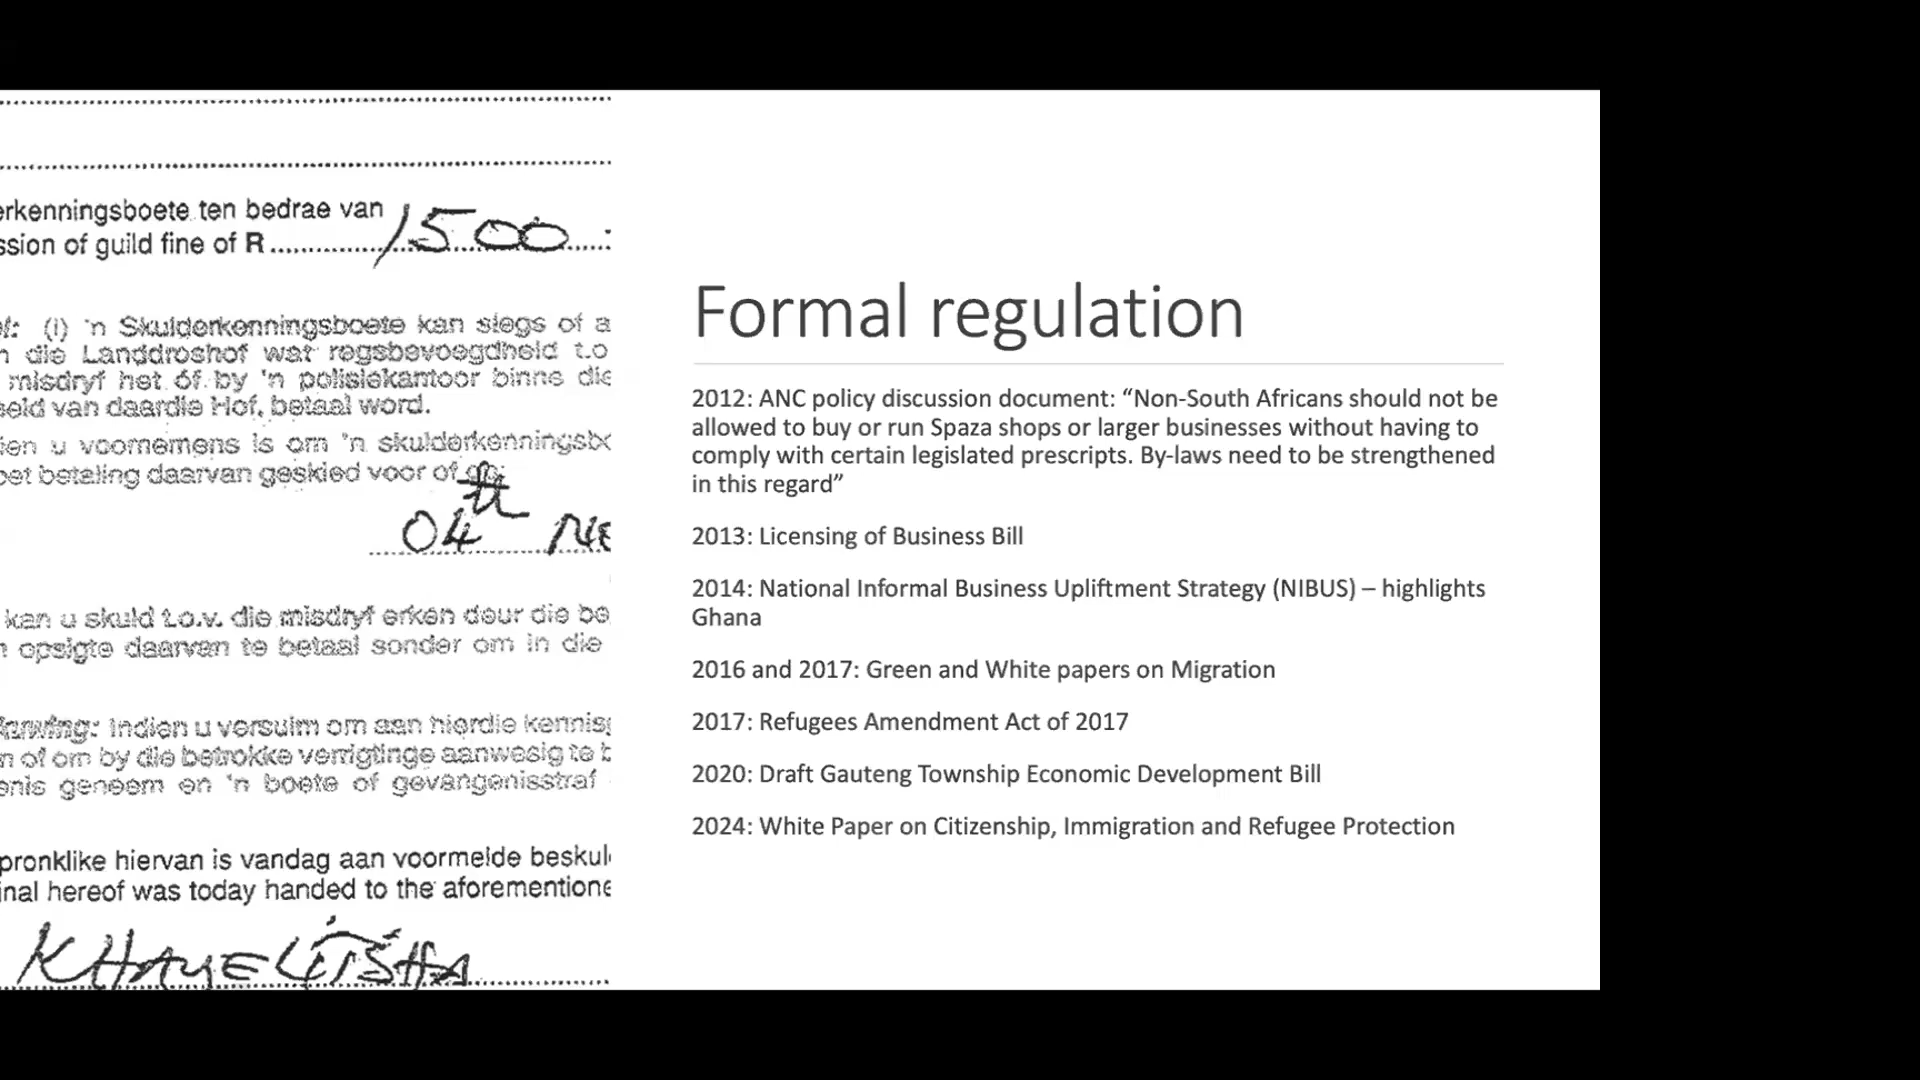 erkenningsboete ten bedrae van
ssion of guild fine of R 1500
(i) 'n Skulderkenningsboete kan slegs of a
die Landdroshof wat regsbevoegdheid t.o
misdryf het óf by 'n polisiekantoor binne die
van daardie Hof, betaal word.
u voornemens is om 'n skulderkenningsbo
betaling daarvan geskied voor of op:
04th
kan u skuld t.o.v. die misdryf erken deur die be
opsigte daarvan te betaal sonder om in die
Indien u versuim om aan hierdie kennisg
of om by die betrokke verrigtinge aanwesig te
en 'n boete of gevangenisstraf
pronklike hiervan is vandag aan voormelde beskul
inal hereof was today handed to the aforementione
KHAYELITSHA
Formal regulation
2012: ANC policy discussion document: “Non-South Africans should not be
allowed to buy or run Spaza shops or larger businesses without having to
comply with certain legislated prescripts. By-laws need to be strengthened
in this regard”
2013: Licensing of Business Bill
2014: National Informal Business Upliftment Strategy (NIBUS) – highlights
Ghana
2016 and 2017: Green and White papers on Migration
2017: Refugees Amendment Act of 2017
2020: Draft Gauteng Township Economic Development Bill
2024: White Paper on Citizenship, Immigration and Refugee Protection